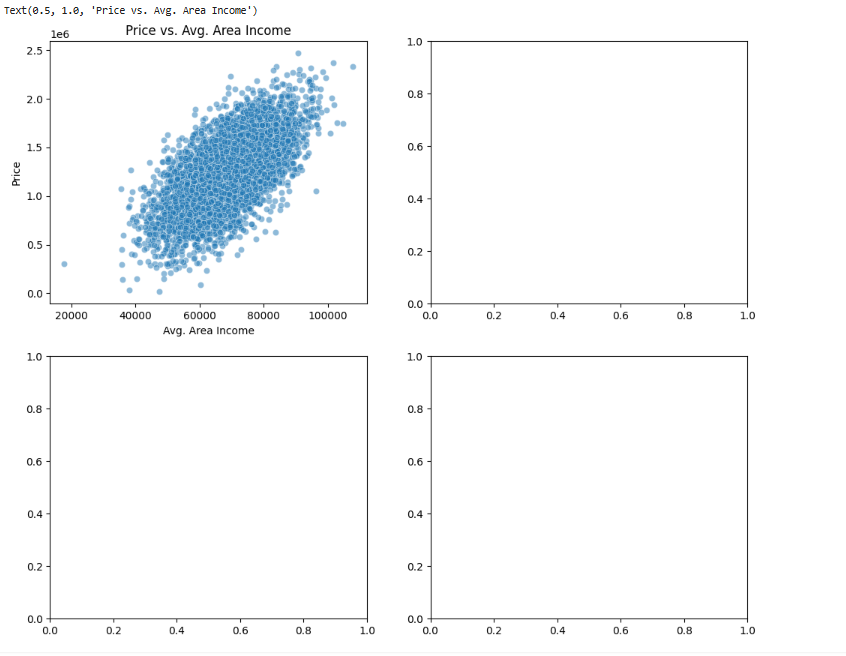 Text(0.5, 1.0, 'Price vs. Avg. Area Income')
Price vs. Avg. Area Income
1e6
2.5
2.0
1.5
1.0
0.5
0.0
Price
20000 40000 60000 80000 100000
Avg. Area Income
1.0
0.8
0.6
0.4
0.2
0.0
0.0 0.2 0.4 0.6 0.8 1.0
1.0
0.8
0.6
0.4
0.2
0.0
0.0 0.2 0.4 0.6 0.8 1.0
1.0
0.8
0.6
0.4
0.2
0.0
0.0 0.2 0.4 0.6 0.8 1.0